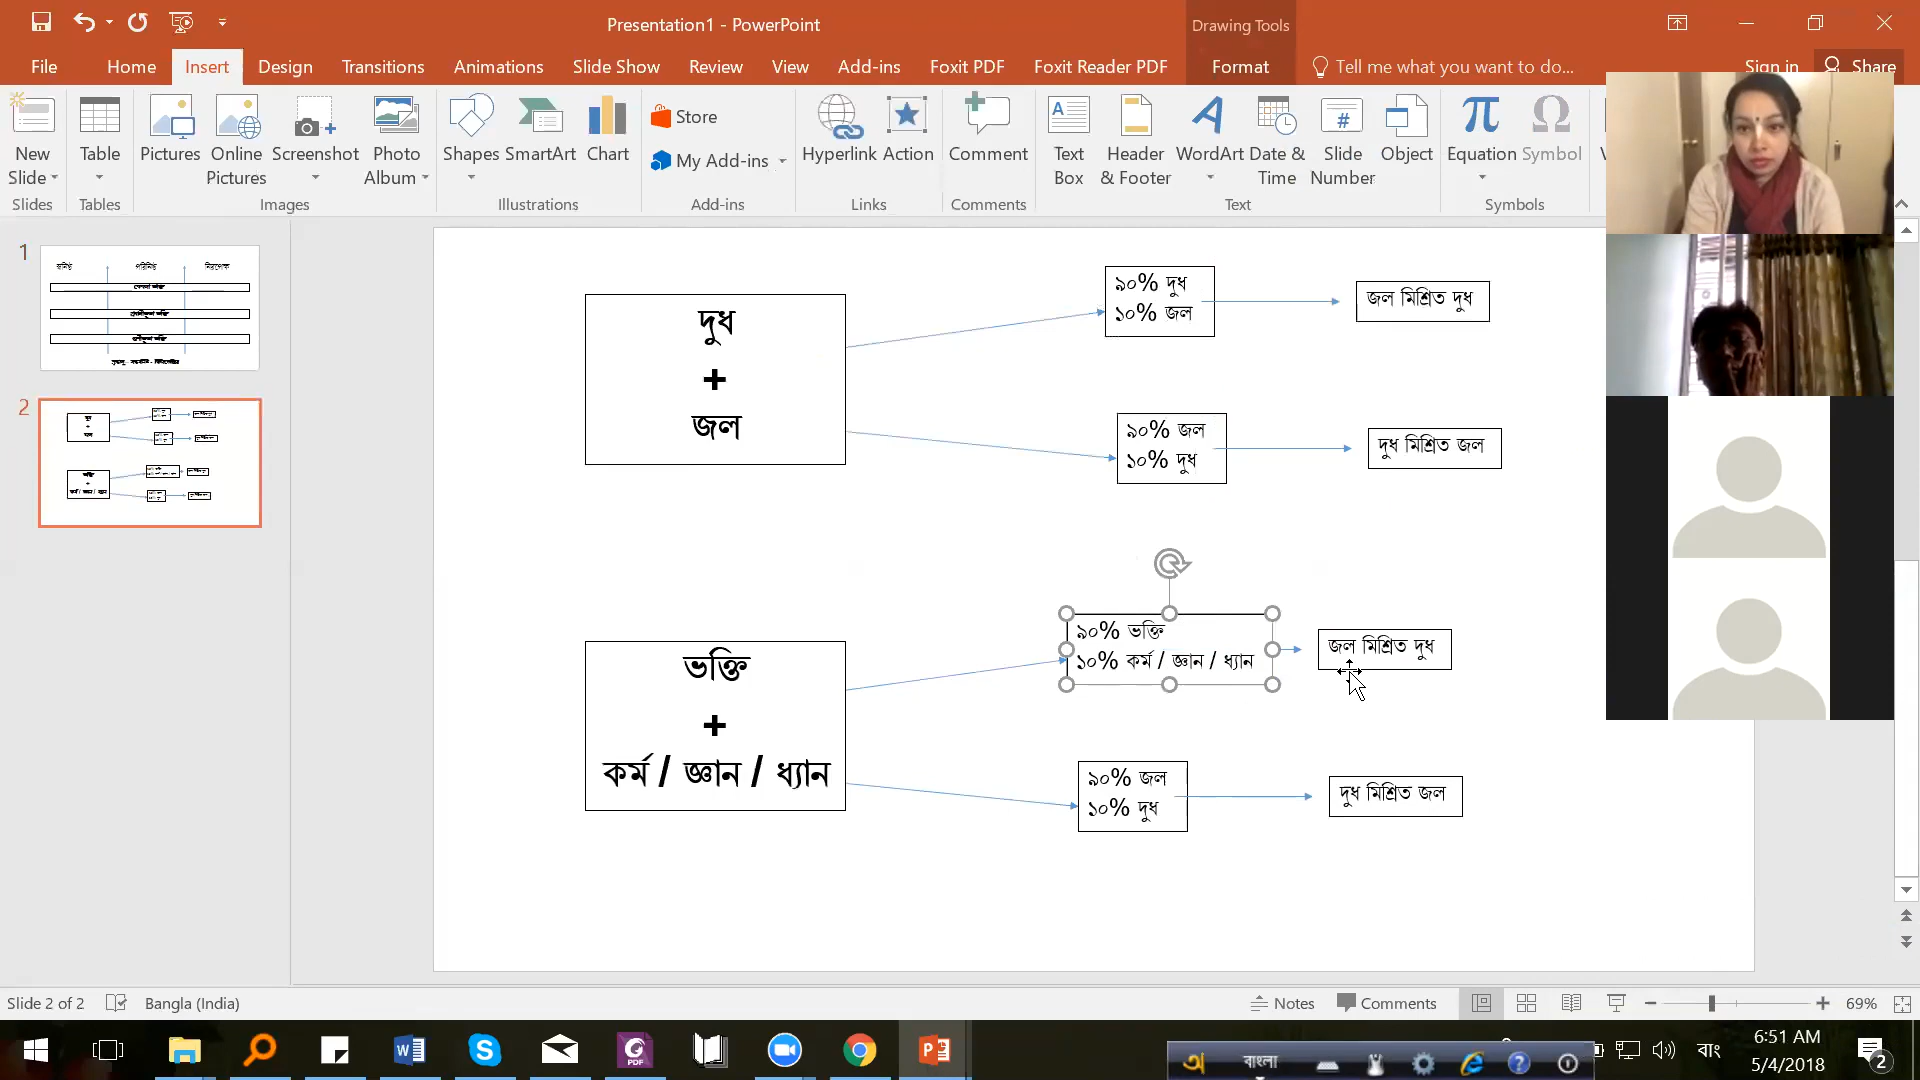 Presentation1 - PowerPoint
Drawing Tools
File Home Insert Design Transitions Animations Slide Show Review View Add-ins Foxit PDF Foxit Reader PDF Format Tell me what you want to do... Sign in Share
New Slide
Table
Pictures
Online Pictures
Screenshot
Photo Album
Shapes
SmartArt
Chart
Store
My Add-ins
Hyperlink
Action
Comment
Text Box
Header & Footer
WordArt
Date & Time
Slide Number
Object
Equation
Symbol
Slides
Tables
Images
Illustrations
Add-ins
Links
Comments
Text
Symbols
1
2
দুধ
+
জল
৯০% দুধ
১০% জল
জল মিশ্রিত দুধ
৯০% জল
১০% দুধ
দুধ মিশ্রিত জল
ভক্তি
+
কর্ম / জ্ঞান / ধ্যান
৯০% ভক্তি
১০% কর্ম / জ্ঞান / ধ্যান
জল মিশ্রিত দুধ
৯০% জল
১০% দুধ
দুধ মিশ্রিত জল
Slide 2 of 2
Bangla (India)
Notes
Comments
69%
বাংলা
বাং
6:51 AM
5/4/2018
2